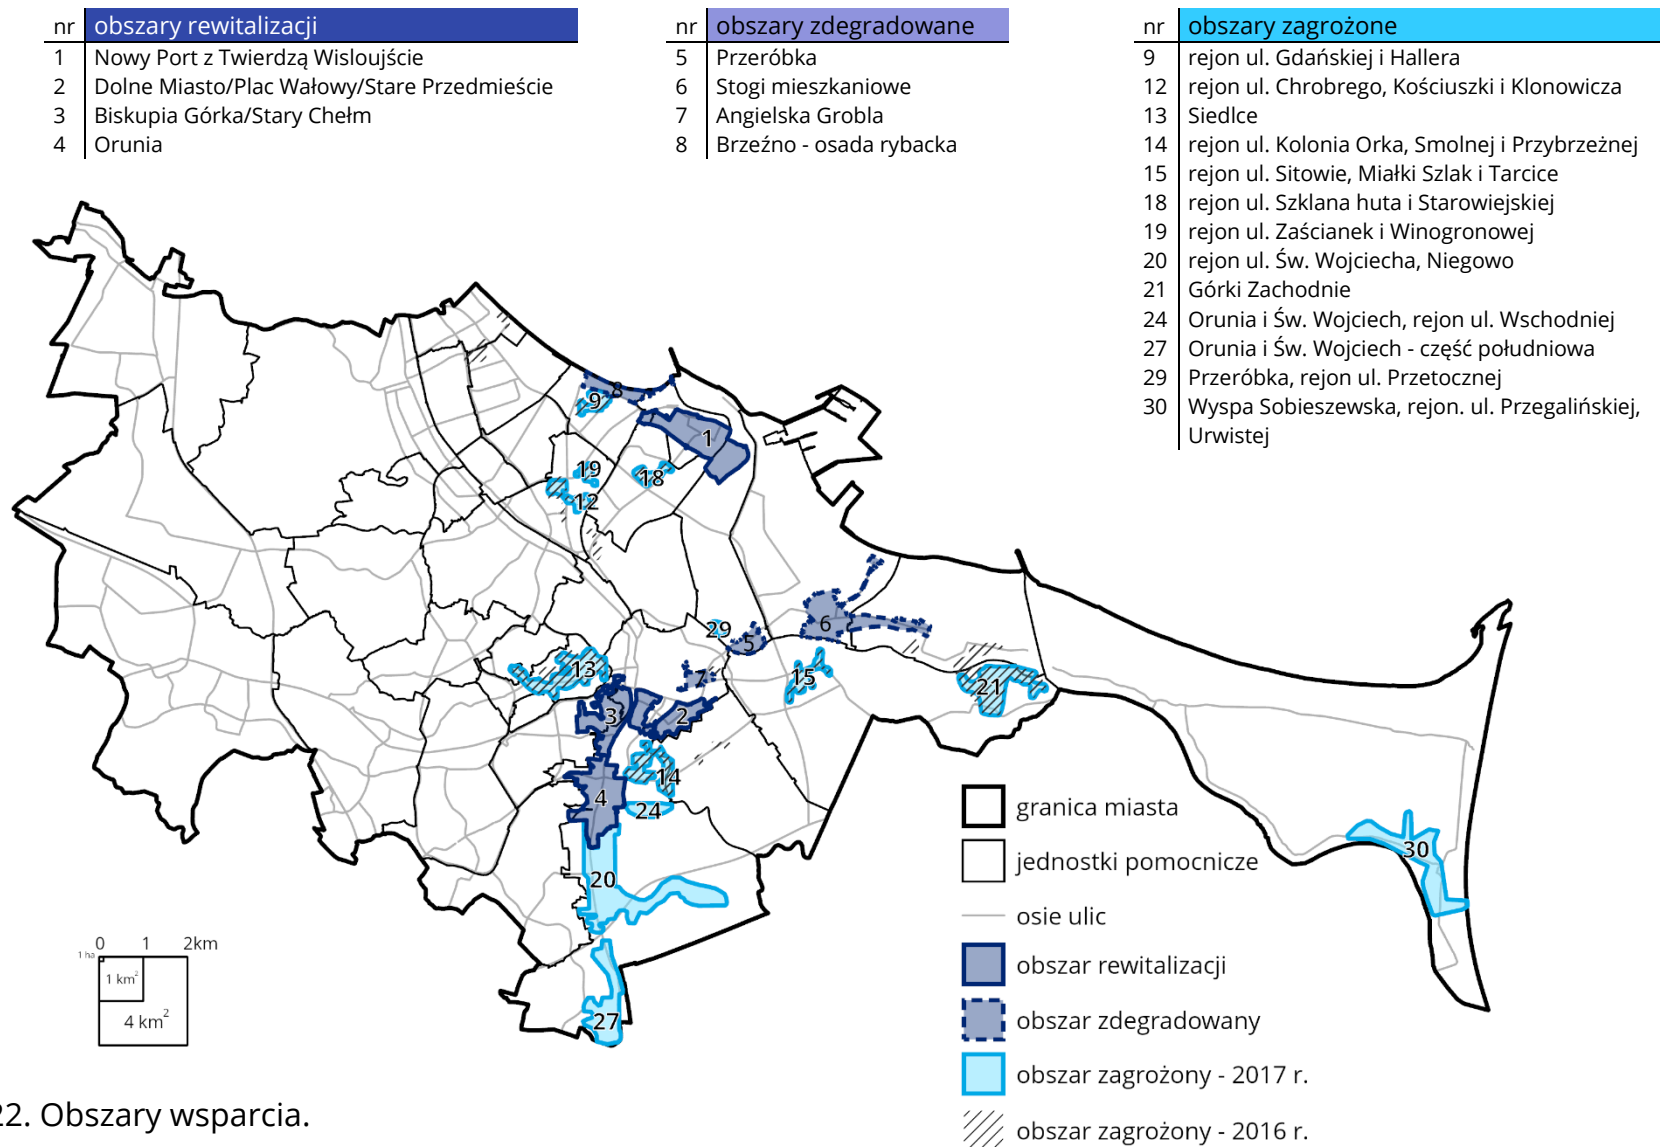 nr obszary rewitalizacji
1 Nowy Port z Twierdzą Wisloujście
2 Dolne Miasto/Plac Wałowy/Stare Przedmieście
3 Biskupia Górka/Stary Chełm
4 Orunia
nr obszary zdegradowane
5 Przeróbka
6 Stogi mieszkaniowe
7 Angielska Grobla
8 Brzeźno - osada rybacka
nr obszary zagrożone
9 rejon ul. Gdańskiej i Hallera
12 rejon ul. Chrobrego, Kościuszki i Klonowicza
13 Siedlce
14 rejon ul. Kolonia Orka, Smolnej i Przybrzeżnej
15 rejon ul. Sitowie, Miałki Szlak i Tarcice
18 rejon ul. Szklana huta i Starowiejskiej
19 rejon ul. Zaścianek i Winogronowej
20 rejon ul. Św. Wojciecha, Niegowo
21 Górki Zachodnie
24 Orunia i Św. Wojciech, rejon ul. Wschodniej
27 Orunia i Św. Wojciech - część południowa
29 Przeróbka, rejon ul. Przetocznej
30 Wyspa Sobieszewska, rejon. ul. Przegalińskiej,
Urwistej
8
9
1
19
18
12
29
5
6
13
7
15
21
3
2
14
4
24
20
30
27
granica miasta
jednostki pomocnicze
osie ulic
obszar rewitalizacji
obszar zdegradowany
obszar zagrożony - 2017 r.
obszar zagrożony - 2016 r.
0 1 2km
1 ha
1 km²
4 km²
22. Obszary wsparcia.